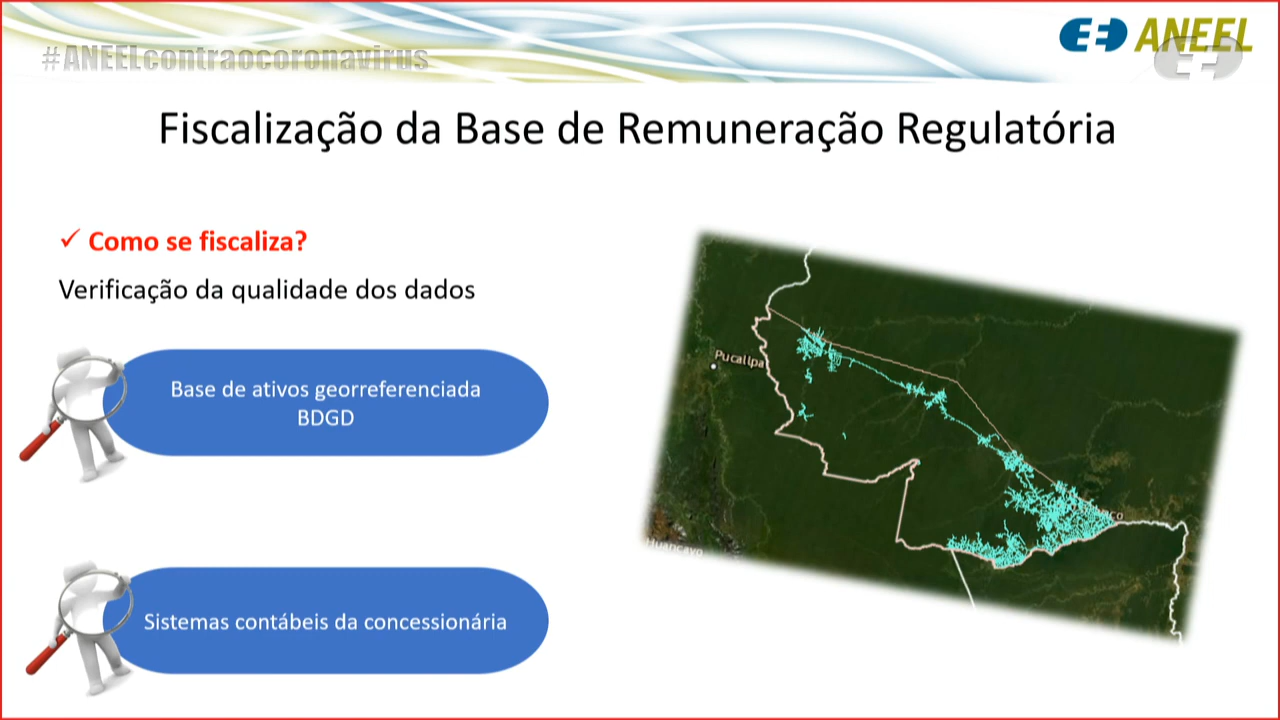 #ANEELcontraocoronavirus
ANEEL
Fiscalização da Base de Remuneração Regulatória
✓ Como se fiscaliza?
Verificação da qualidade dos dados
Base de ativos georreferenciada
BDGD
Sistemas contábeis da concessionária
Pucallpa
Huancayo